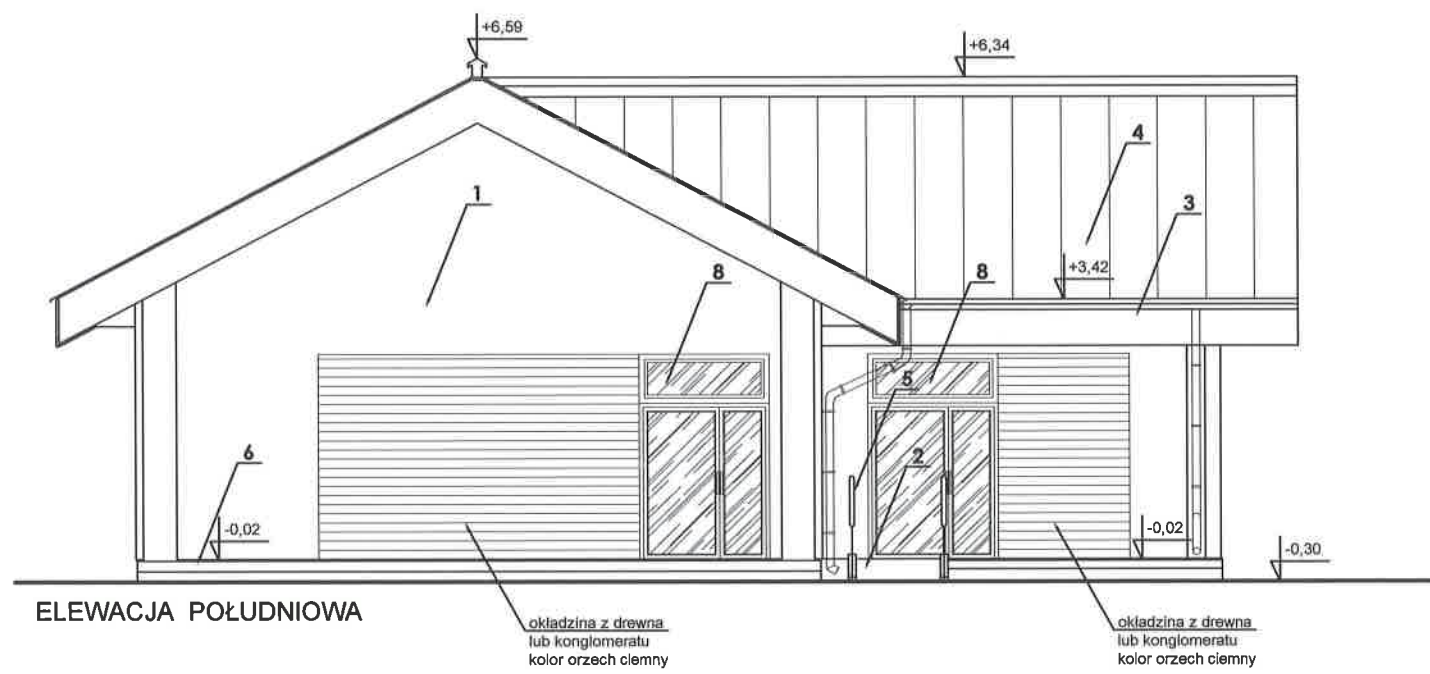 +6,59
+6,34
4
1
3
8
+3,42
8
5
6
2
-0,02
-0,02
-0,30
ELEWACJA POŁUDNIOWA
okładzina z drewna
lub konglomeratu
kolor orzech ciemny
okładzina z drewna
lub konglomeratu
kolor orzech ciemny